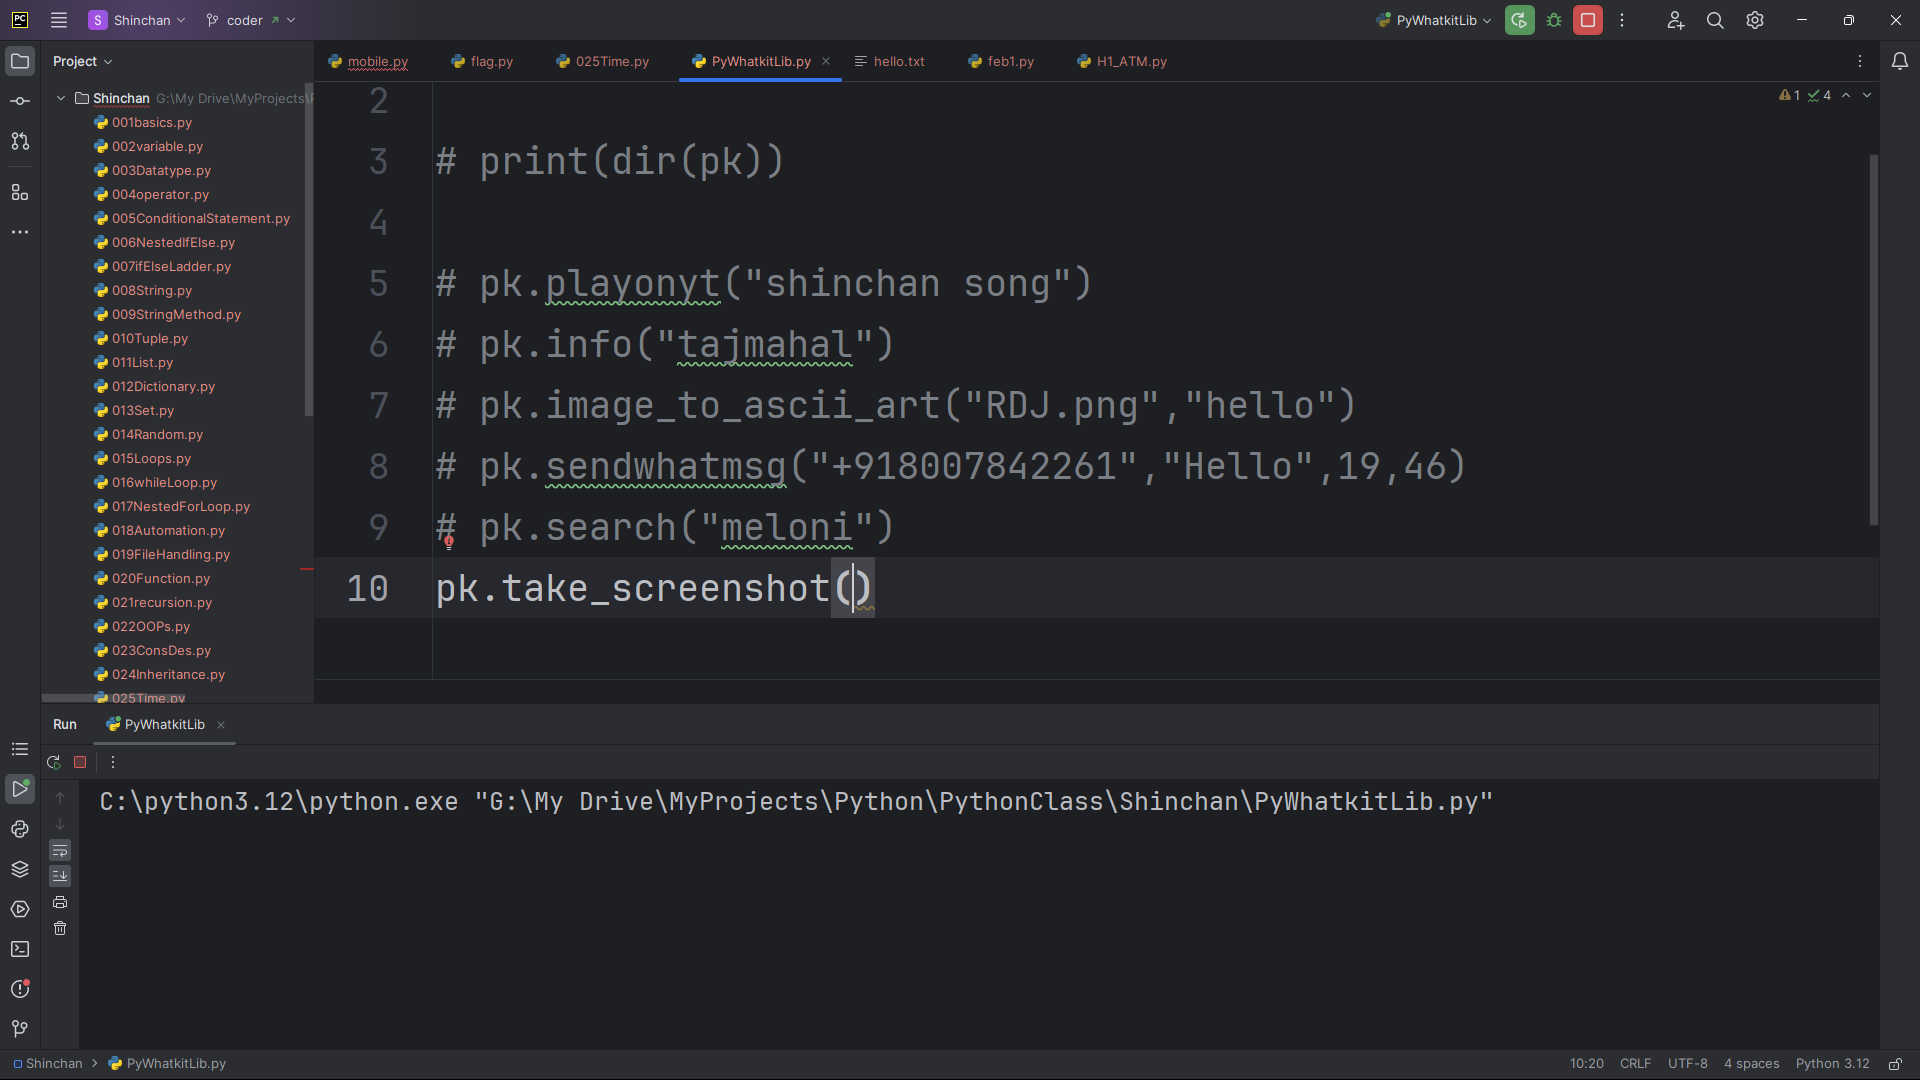 PC
S Shinchan
coder
PyWhatkitLib
Project
mobile.py
flag.py
025Time.py
PyWhatkitLib.py
hello.txt
feb1.py
H1_ATM.py
Shinchan G:\My Drive\MyProjects\
001basics.py
002variable.py
003Datatype.py
004operator.py
005ConditionalStatement.py
006NestedIfElse.py
007ifElseLadder.py
008String.py
009StringMethod.py
010Tuple.py
011List.py
012Dictionary.py
013Set.py
014Random.py
015Loops.py
016whileLoop.py
017NestedForLoop.py
018Automation.py
019FileHandling.py
020Function.py
021recursion.py
022OOPs.py
023ConsDes.py
024Inheritance.py
025Time.py
1 4
2
3 # print(dir(pk))
4
5 # pk.playonyt("shinchan song")
6 # pk.info("tajmahal")
7 # pk.image_to_ascii_art("RDJ.png","hello")
8 # pk.sendwhatmsg("+918007842261","Hello",19,46)
9 # pk.search("meloni")
10 pk.take_screenshot()
Run PyWhatkitLib
C:\python3.12\python.exe "G:\My Drive\MyProjects\Python\PythonClass\Shinchan\PyWhatkitLib.py"
Shinchan > PyWhatkitLib.py
10:20 CRLF UTF-8 4 spaces Python 3.12